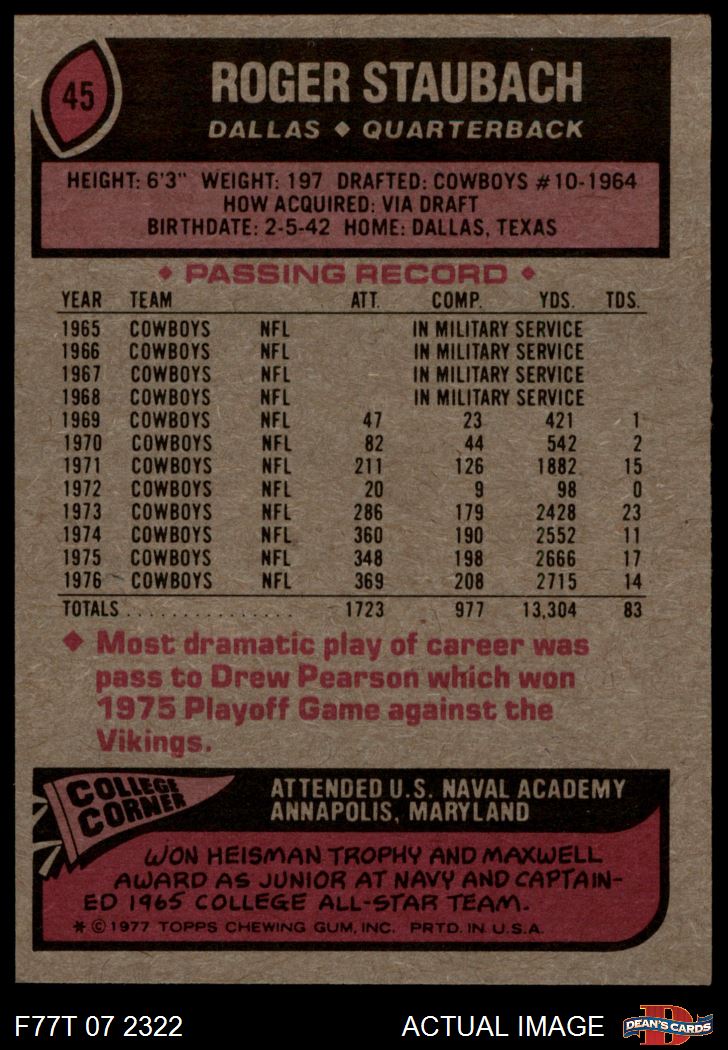 45
ROGER STAUBACH
DALLAS ◆ QUARTERBACK
HEIGHT: 6'3" WEIGHT: 197 DRAFTED: COWBOYS #10-1964
HOW ACQUIRED: VIA DRAFT
BIRTHDATE: 2-5-42 HOME: DALLAS, TEXAS
◆ PASSING RECORD ◆
YEAR TEAM ATT. COMP. YDS. TDS.
1965 COWBOYS NFL IN MILITARY SERVICE
1966 COWBOYS NFL IN MILITARY SERVICE
1967 COWBOYS NFL IN MILITARY SERVICE
1968 COWBOYS NFL IN MILITARY SERVICE
1969 COWBOYS NFL 47 23 421 1
1970 COWBOYS NFL 82 44 542 2
1971 COWBOYS NFL 211 126 1882 15
1972 COWBOYS NFL 20 9 98 0
1973 COWBOYS NFL 286 179 2428 23
1974 COWBOYS NFL 360 190 2552 11
1975 COWBOYS NFL 348 198 2666 17
1976 COWBOYS NFL 369 208 2715 14
TOTALS................ 1723 977 13,304 83
◆ Most dramatic play of career was
pass to Drew Pearson which won
1975 Playoff Game against the
Vikings.
COLLEGE
CORNER
ATTENDED U.S. NAVAL ACADEMY
ANNAPOLIS, MARYLAND
WON HEISMAN TROPHY AND MAXWELL
AWARD AS JUNIOR AT NAVY AND CAPTAIN-
ED 1965 COLLEGE ALL-STAR TEAM.
* © 1977 TOPPS CHEWING GUM, INC. PRTD. IN U.S.A.
F77T 07 2322 ACTUAL IMAGE
D
DEAN'S CARDS